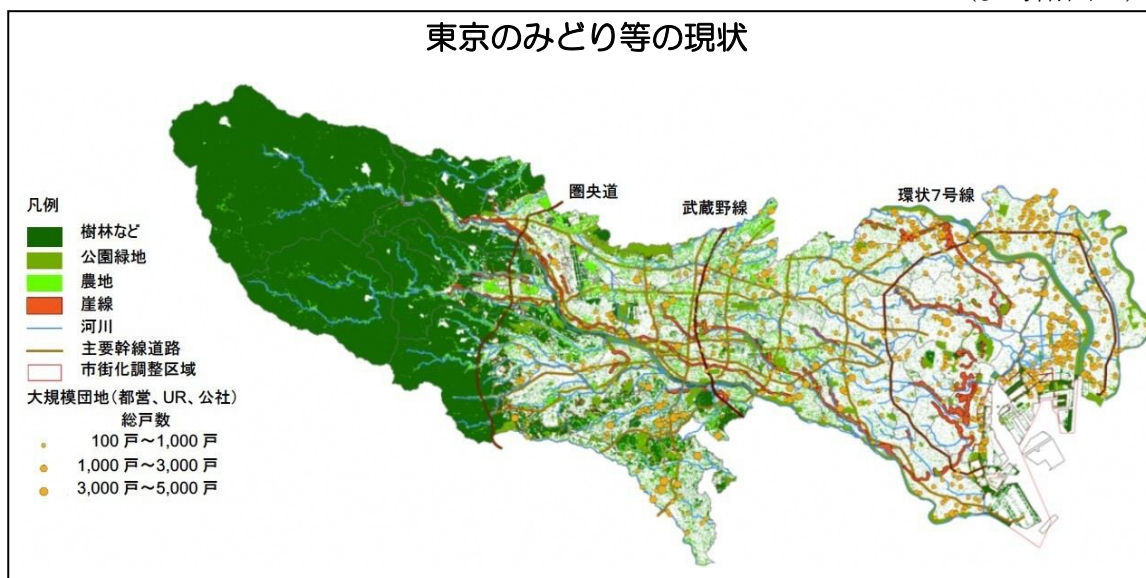 東京のみどり等の現状
圏央道
武蔵野線
環状7号線
凡例
樹林など
公園緑地
農地
崖線
河川
主要幹線道路
市街化調整区域
大規模団地(都営、UR、公社)
総戸数
100 戸～1,000 戸
1,000 戸～3,000 戸
3,000 戸～5,000 戸